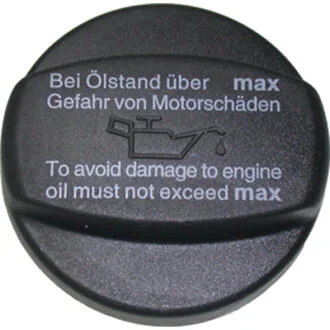 Bei Ölstand über max
Gefahr von Motorschäden
To avoid damage to engine
oil must not exceed max